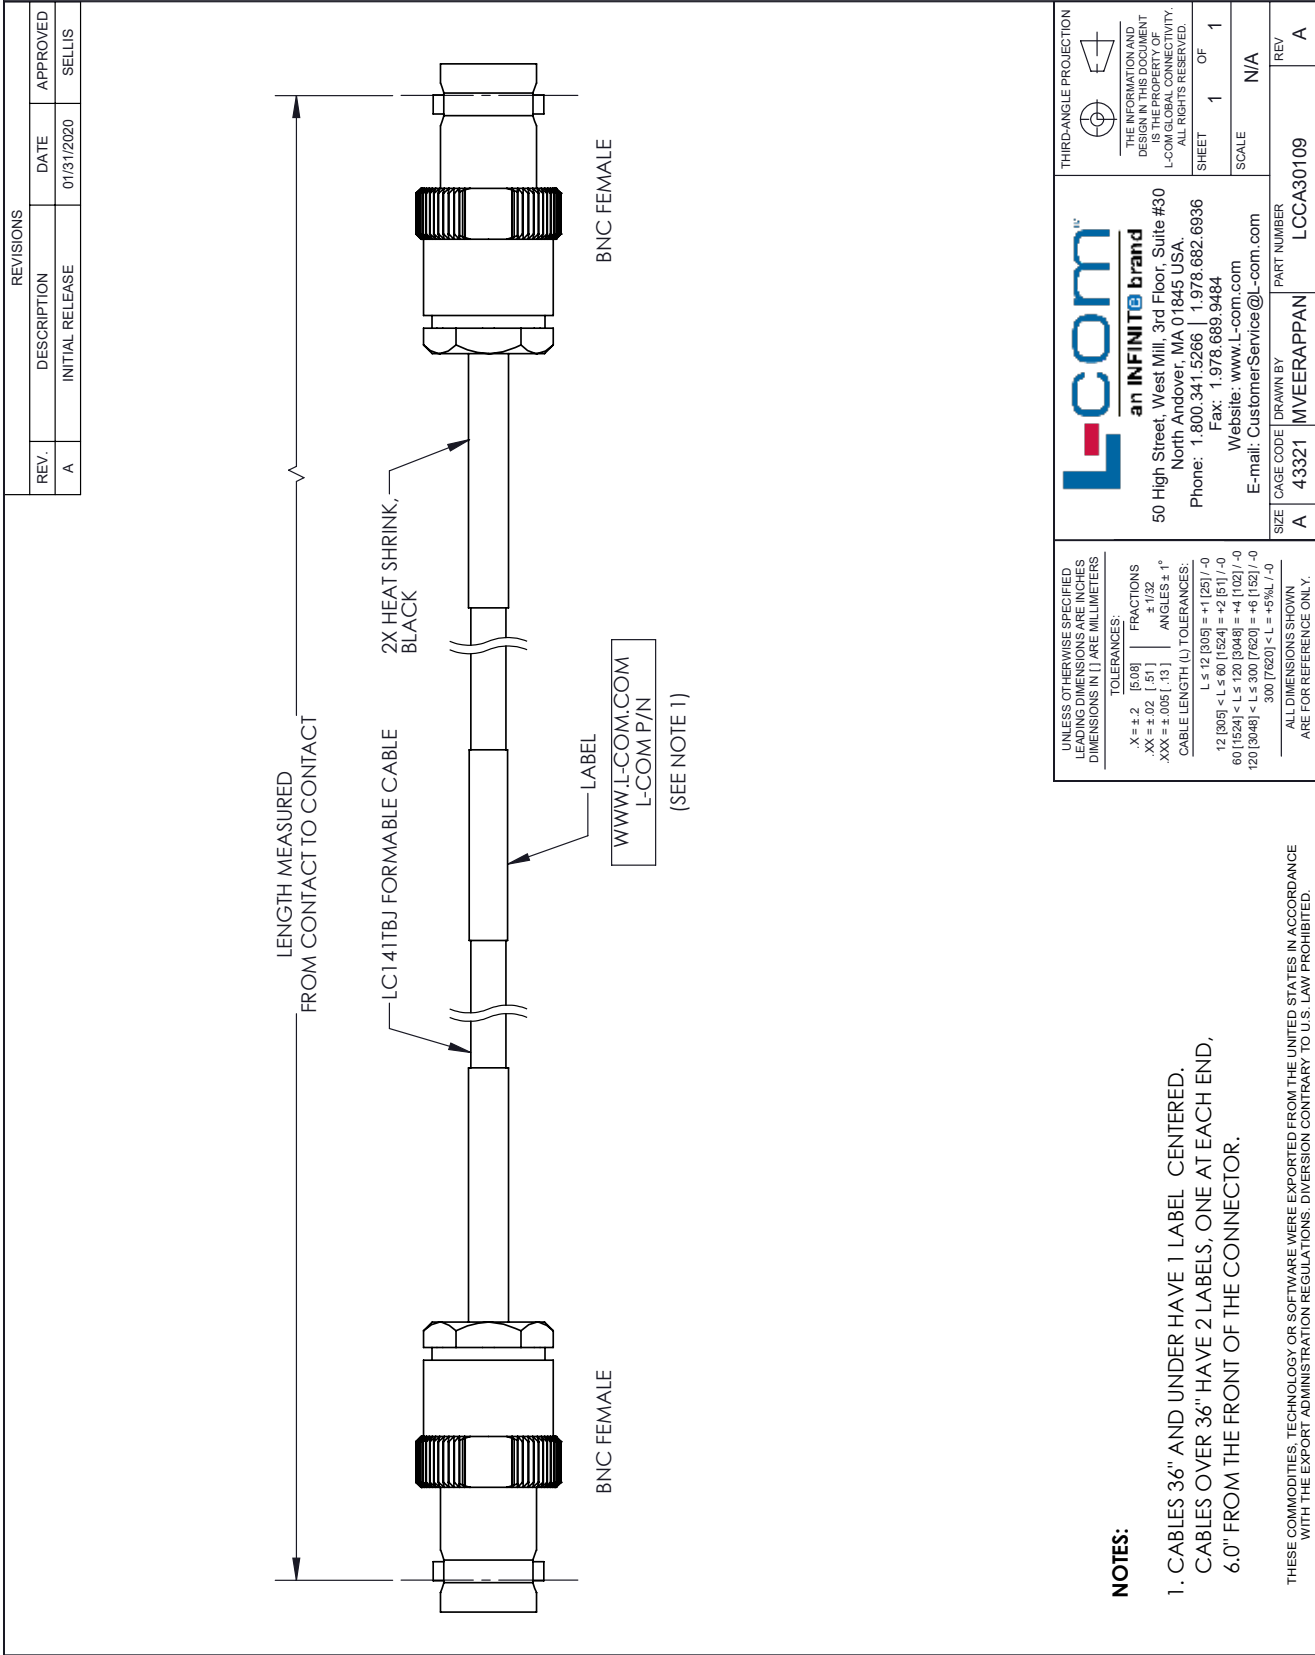 REVISIONS
REV. DESCRIPTION DATE APPROVED
A INITIAL RELEASE 01/31/2020 SELLIS
LENGTH MEASURED
FROM CONTACT TO CONTACT
LC141TBJ FORMABLE CABLE
2X HEAT SHRINK,
BLACK
BNC FEMALE
BNC FEMALE
LABEL
WWW.L-COM.COM
L-COM P/N
(SEE NOTE 1)
NOTES:
1. CABLES 36" AND UNDER HAVE 1 LABEL CENTERED.
CABLES OVER 36" HAVE 2 LABELS, ONE AT EACH END,
6.0" FROM THE FRONT OF THE CONNECTOR.
THESE COMMODITIES, TECHNOLOGY OR SOFTWARE WERE EXPORTED FROM THE UNITED STATES IN ACCORDANCE
WITH THE EXPORT ADMINISTRATION REGULATIONS. DIVERSION CONTRARY TO U.S. LAW PROHIBITED.
UNLESS OTHERWISE SPECIFIED
LEADING DIMENSIONS ARE INCHES
DIMENSIONS IN [ ] ARE MILLIMETERS
TOLERANCES:
.X = ± .2 [5.08] FRACTIONS
.XX = ± .02 [ .51 ] ± 1/32
.XXX = ± .005 [ .13 ] ANGLES ± 1°
CABLE LENGTH (L) TOLERANCES:
L ≤ 12 [305] = +1 [25] / -0
12 [305] < L ≤ 60 [1524] = +2 [51] / -0
60 [1524] < L ≤ 120 [3048] = +4 [102] / -0
120 [3048] < L ≤ 300 [7620] = +6 [152] / -0
300 [7620] < L = +5%L / -0
ALL DIMENSIONS SHOWN
ARE FOR REFERENCE ONLY.
L-com
an INFINIT@ brand
50 High Street, West Mill, 3rd Floor, Suite #30
North Andover, MA 01845 USA.
Phone: 1.800.341.5266 | 1.978.682.6936
Fax: 1.978.689.9484
Website: www.L-com.com
E-mail: CustomerService@L-com.com
THIRD-ANGLE PROJECTION
THE INFORMATION AND
DESIGN IN THIS DOCUMENT
IS THE PROPERTY OF
L-COM GLOBAL CONNECTIVITY.
ALL RIGHTS RESERVED.
SHEET 1 OF 1
SCALE N/A
SIZE A
CAGE CODE 43321
DRAWN BY MVEERAPPAN
PART NUMBER LCCA30109
REV A